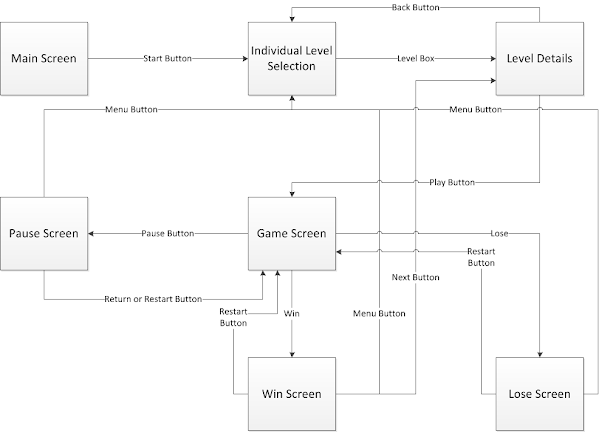 Back Button
Main Screen
Start Button
Individual Level
Selection
Level Box
Level Details
Menu Button
Menu Button
Play Button
Pause Screen
Pause Button
Game Screen
Lose
Restart
Button
Next Button
Return or Restart Button
Restart
Button
Win
Menu Button
Win Screen
Lose Screen